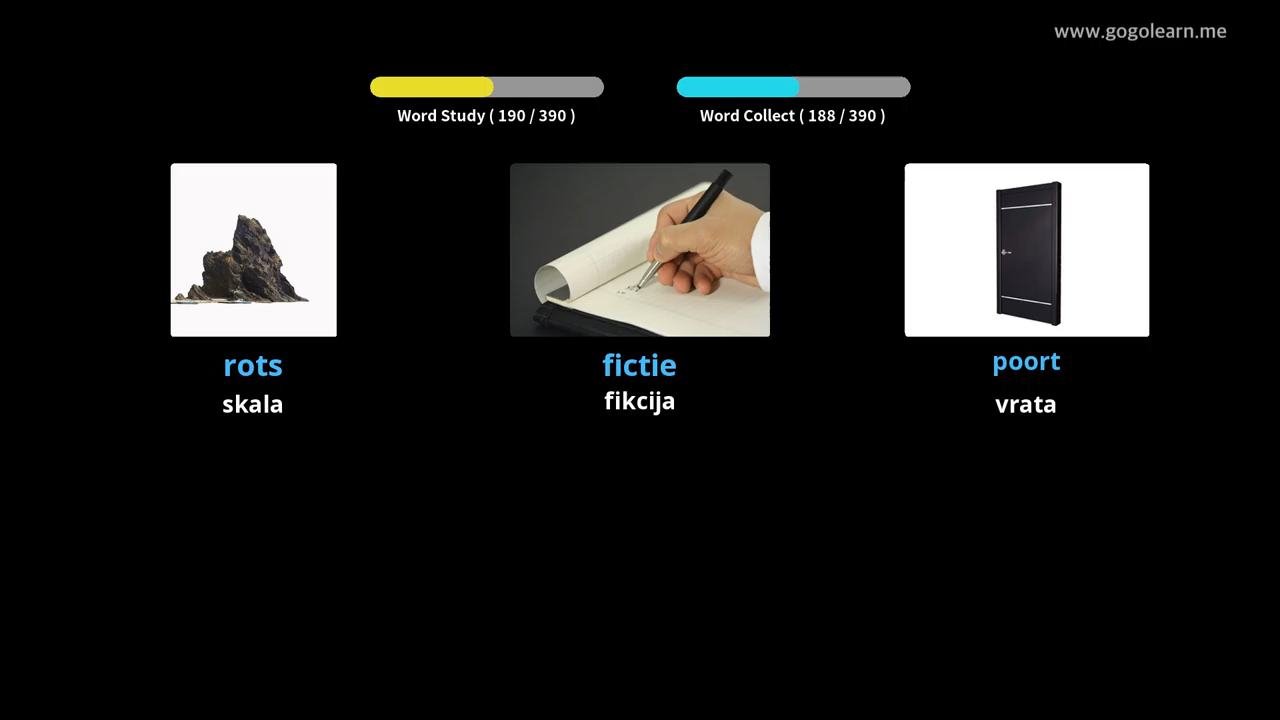 www.gogolearn.me
Word Study ( 190 / 390 )
Word Collect ( 188 / 390 )
rots
skala
fictie
fikcija
poort
vrata